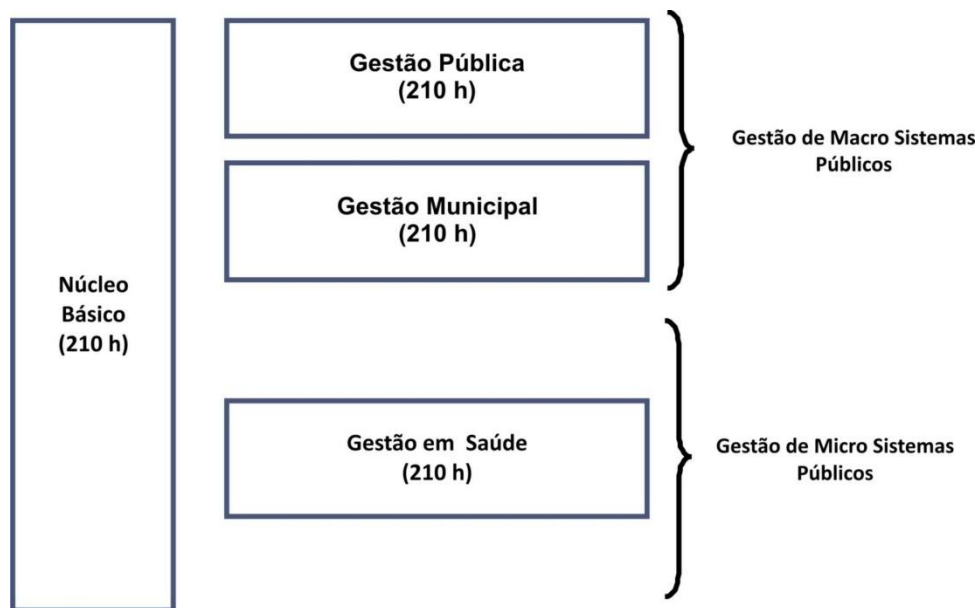 Núcleo
Básico
(210 h)
Gestão Pública
(210 h)
Gestão Municipal
(210 h)
Gestão de Macro Sistemas
Públicos
Gestão em Saúde
(210 h)
Gestão de Micro Sistemas
Públicos